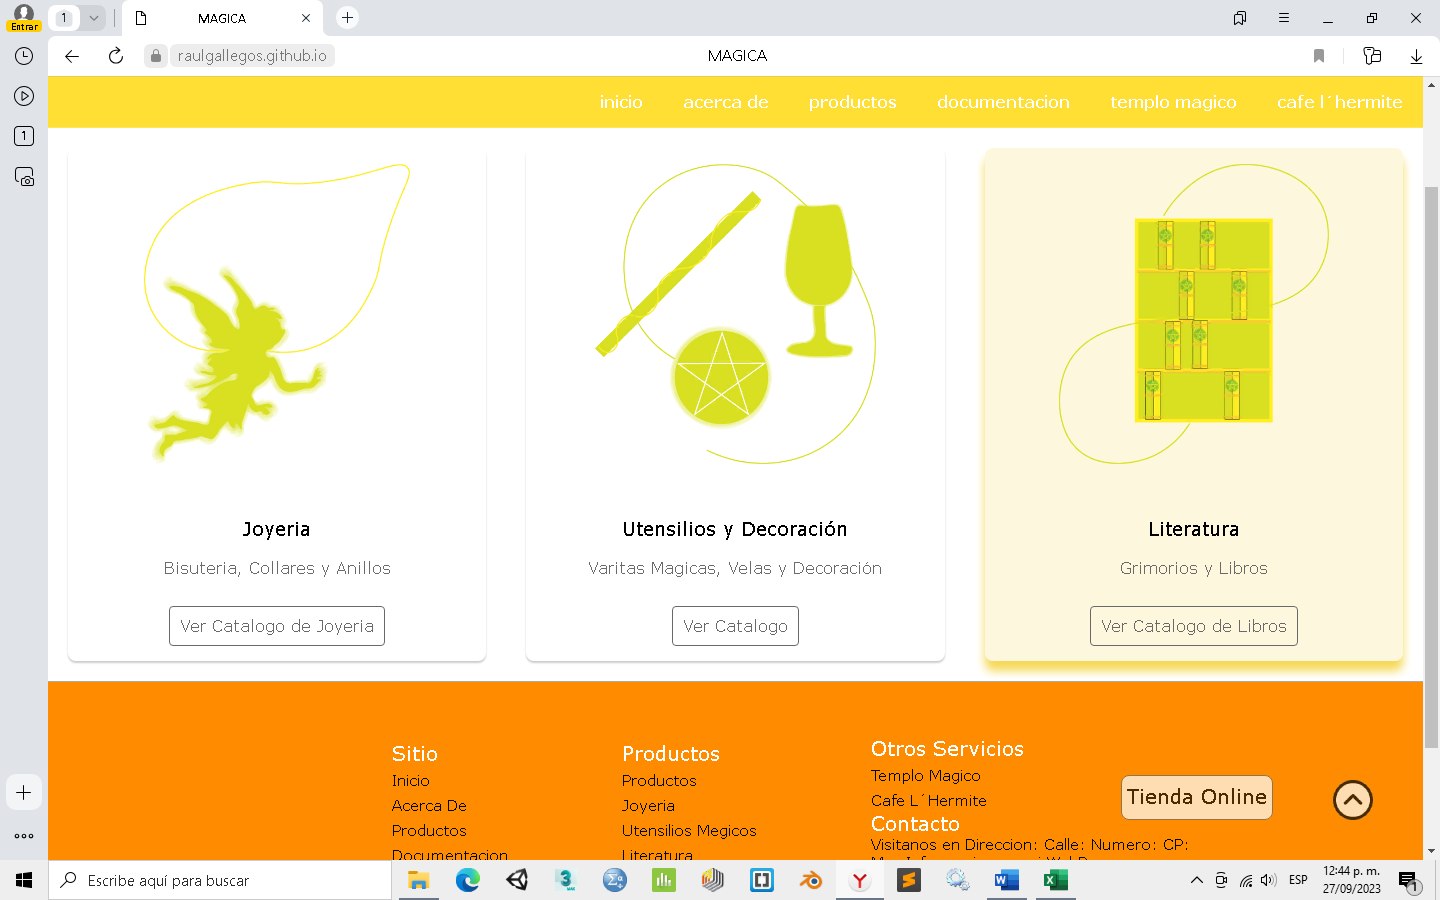 Entrar
1
MAGICA
raulgallegos.github.io
MAGICA
1
inicio
acerca de
productos
documentacion
templo magico
cafe l´hermite
Joyeria
Bisuteria, Collares y Anillos
Ver Catalogo de Joyeria
Utensilios y Decoración
Varitas Magicas, Velas y Decoración
Ver Catalogo
Literatura
Grimorios y Libros
Ver Catalogo de Libros
Sitio
Inicio
Acerca De
Productos
Documentacion
Productos
Productos
Joyeria
Utensilios Megicos
Literatura
Otros Servicios
Templo Magico
Cafe L´Hermite
Contacto
Visitanos en Direccion: Calle: Numero: CP:
Tienda Online
Escribe aquí para buscar
ESP
12:44 p. m.
27/09/2023
1